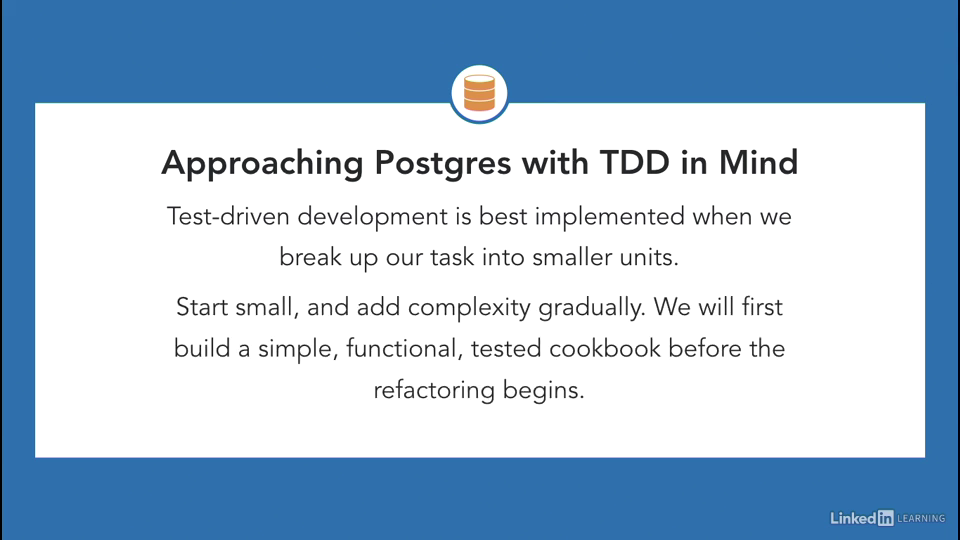 Approaching Postgres with TDD in Mind
Test-driven development is best implemented when we
break up our task into smaller units.
Start small, and add complexity gradually. We will first
build a simple, functional, tested cookbook before the
refactoring begins.
Linked in LEARNING